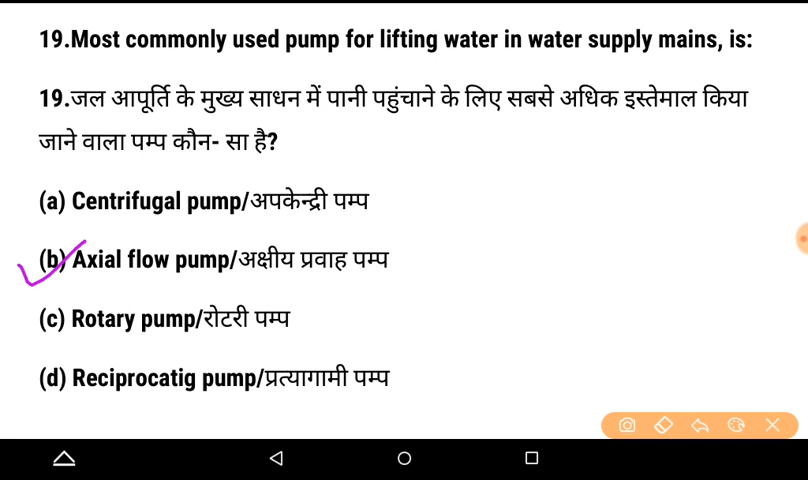 19.Most commonly used pump for lifting water in water supply mains, is:
19.जल आपूर्ति के मुख्य साधन में पानी पहुंचाने के लिए सबसे अधिक इस्तेमाल किया
जाने वाला पम्प कौन- सा है?
(a) Centrifugal pump/अपकेन्द्री पम्प
(b) Axial flow pump/अक्षीय प्रवाह पम्प
(c) Rotary pump/रोटरी पम्प
(d) Reciprocatig pump/प्रत्यागामी पम्प